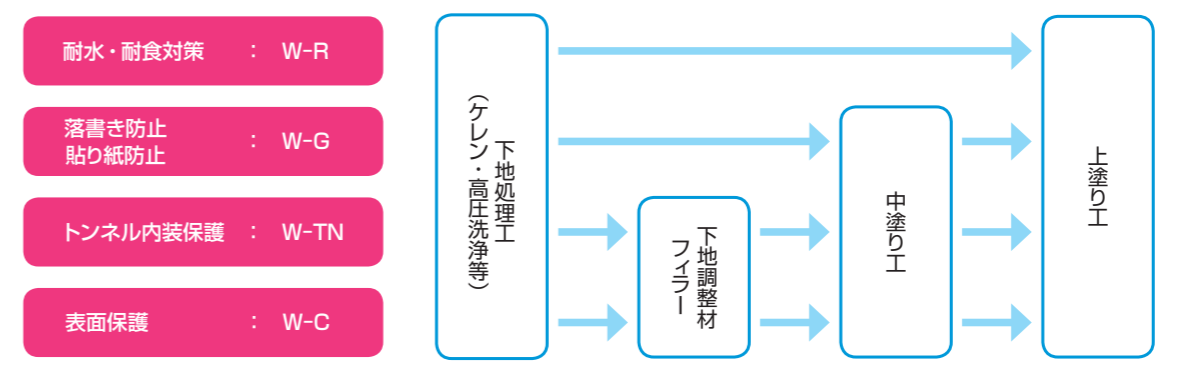 耐水・耐食対策 ： W-R
落書き防止
貼り紙防止 ： W-G
トンネル内装保護 ： W-TN
表面保護 ： W-C
下地処理工
（ケレン・高圧洗浄等）
下地調整材
フィラー
中塗り工
上塗り工